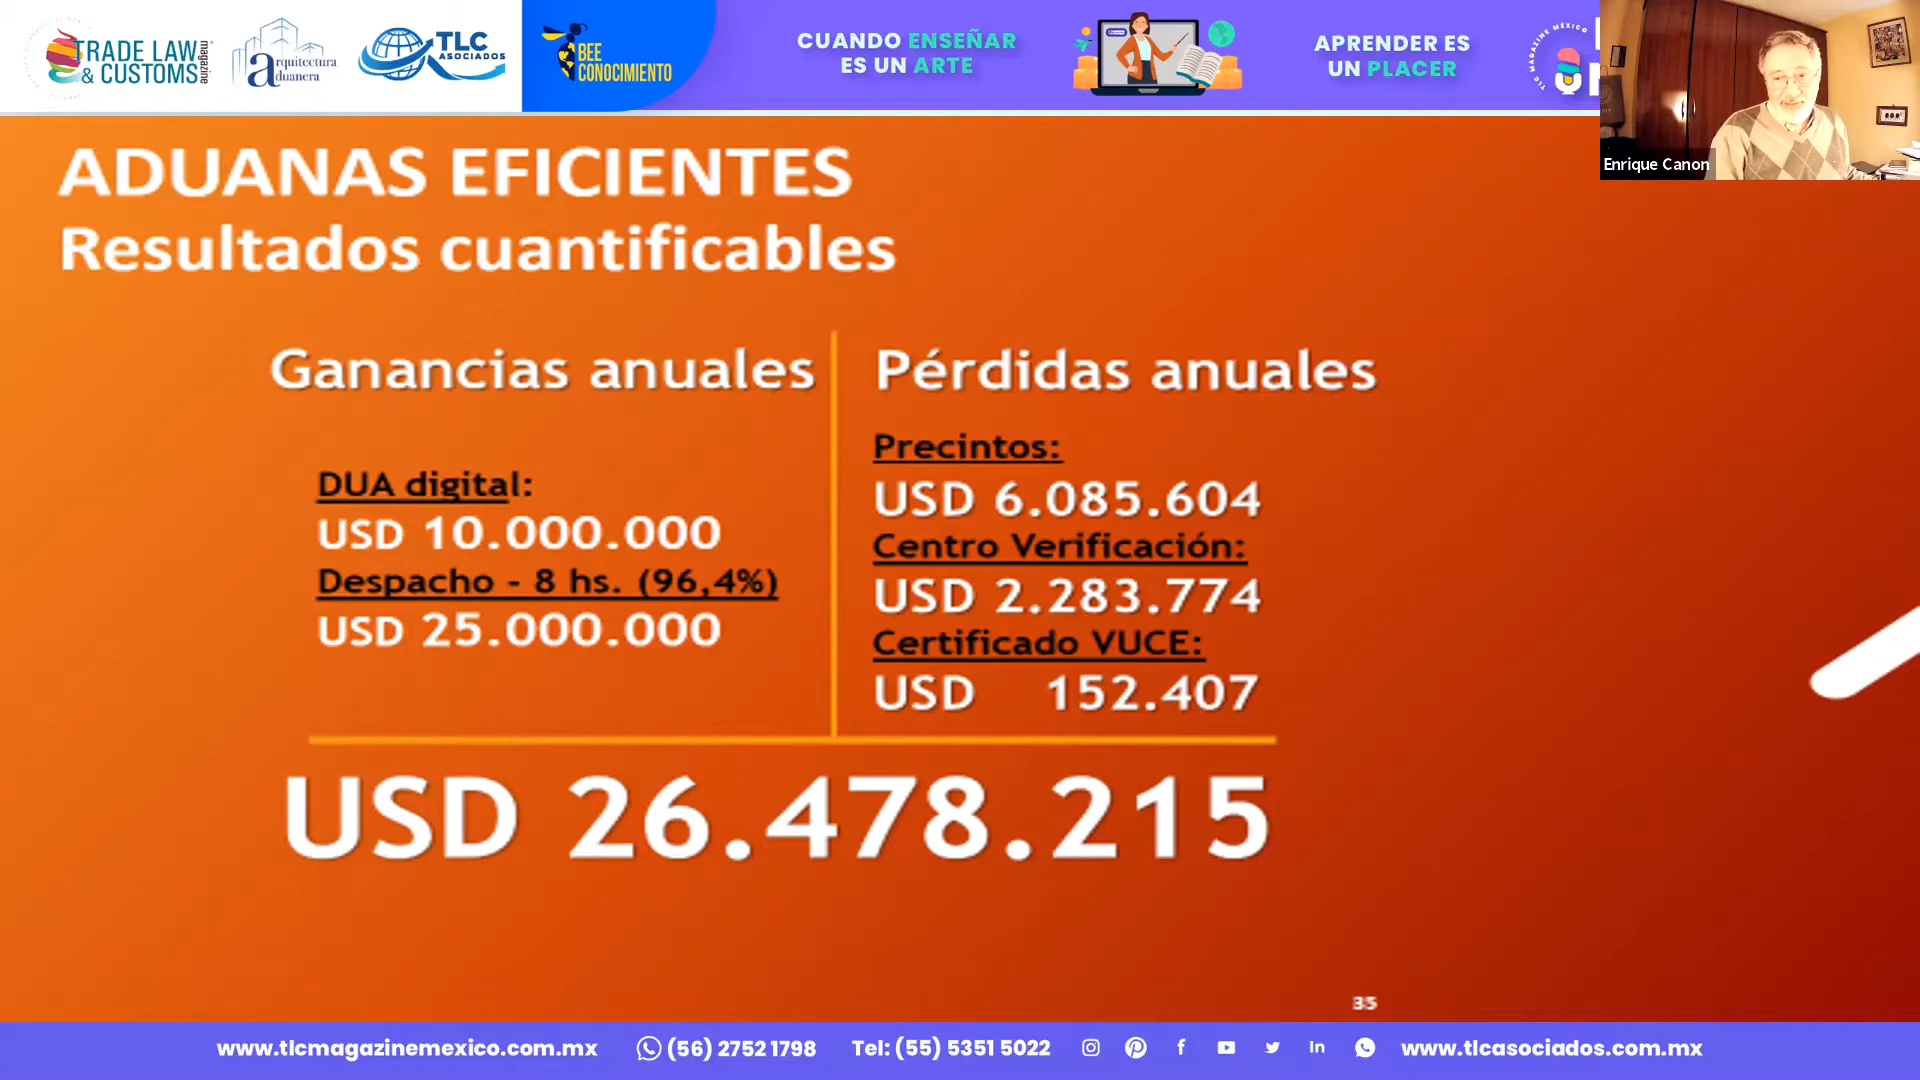 TRADE LAW
& CUSTOMS
magazine
arquitectura
aduanera
TLC
ASOCIADOS
BEE
CONOCIMIENTO
CUANDO ENSEÑAR
ES UN ARTE
APRENDER ES
UN PLACER
TLC MAGAZINE MÉXICO
Enrique Canon
ADUANAS EFICIENTES
Resultados cuantificables
Ganancias anuales
DUA digital:
USD 10.000.000
Despacho - 8 hs. (96,4%)
USD 25.000.000
Pérdidas anuales
Precintos:
USD 6.085.604
Centro Verificación:
USD 2.283.774
Certificado VUCE:
USD 152.407
USD 26.478.215
35
www.tlcmagazinemexico.com.mx
(56) 2752 1798
Tel: (55) 5351 5022
www.tlcasociados.com.mx